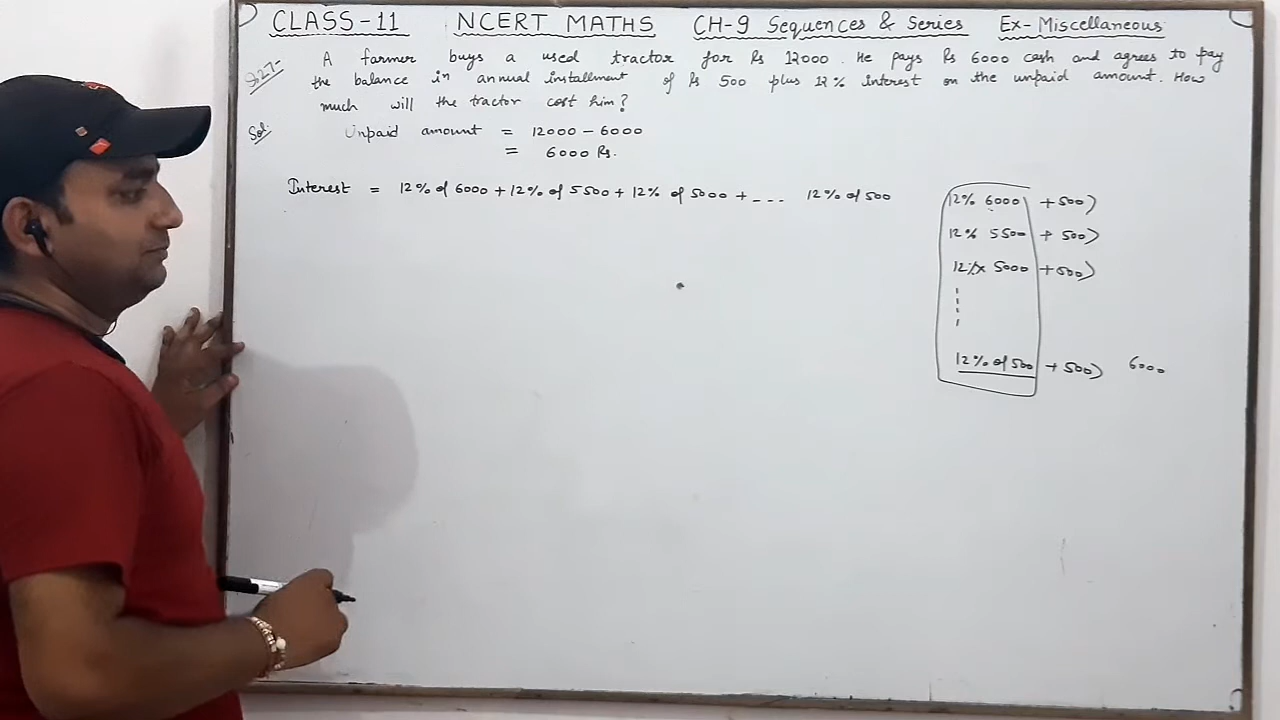 CLASS-11 NCERT MATHS CH-9 Sequences & Series Ex-Miscellaneous
Q27:- A farmer buys a used tractor for Rs 12000. He pays Rs 6000 cash and agrees to pay
the balance in annual installment of Rs 500 plus 12% interest on the unpaid amount. How
much will the tractor cost him?
Sol: Unpaid amount = 12000 - 6000
= 6000 Rs.
Interest = 12% of 6000 + 12% of 5500 + 12% of 5000 + --- 12% of 500
12% 6000 + 500)
12% 5500 + 500)
12% x 5000 + 500)
12% of 500 + 500) 6000